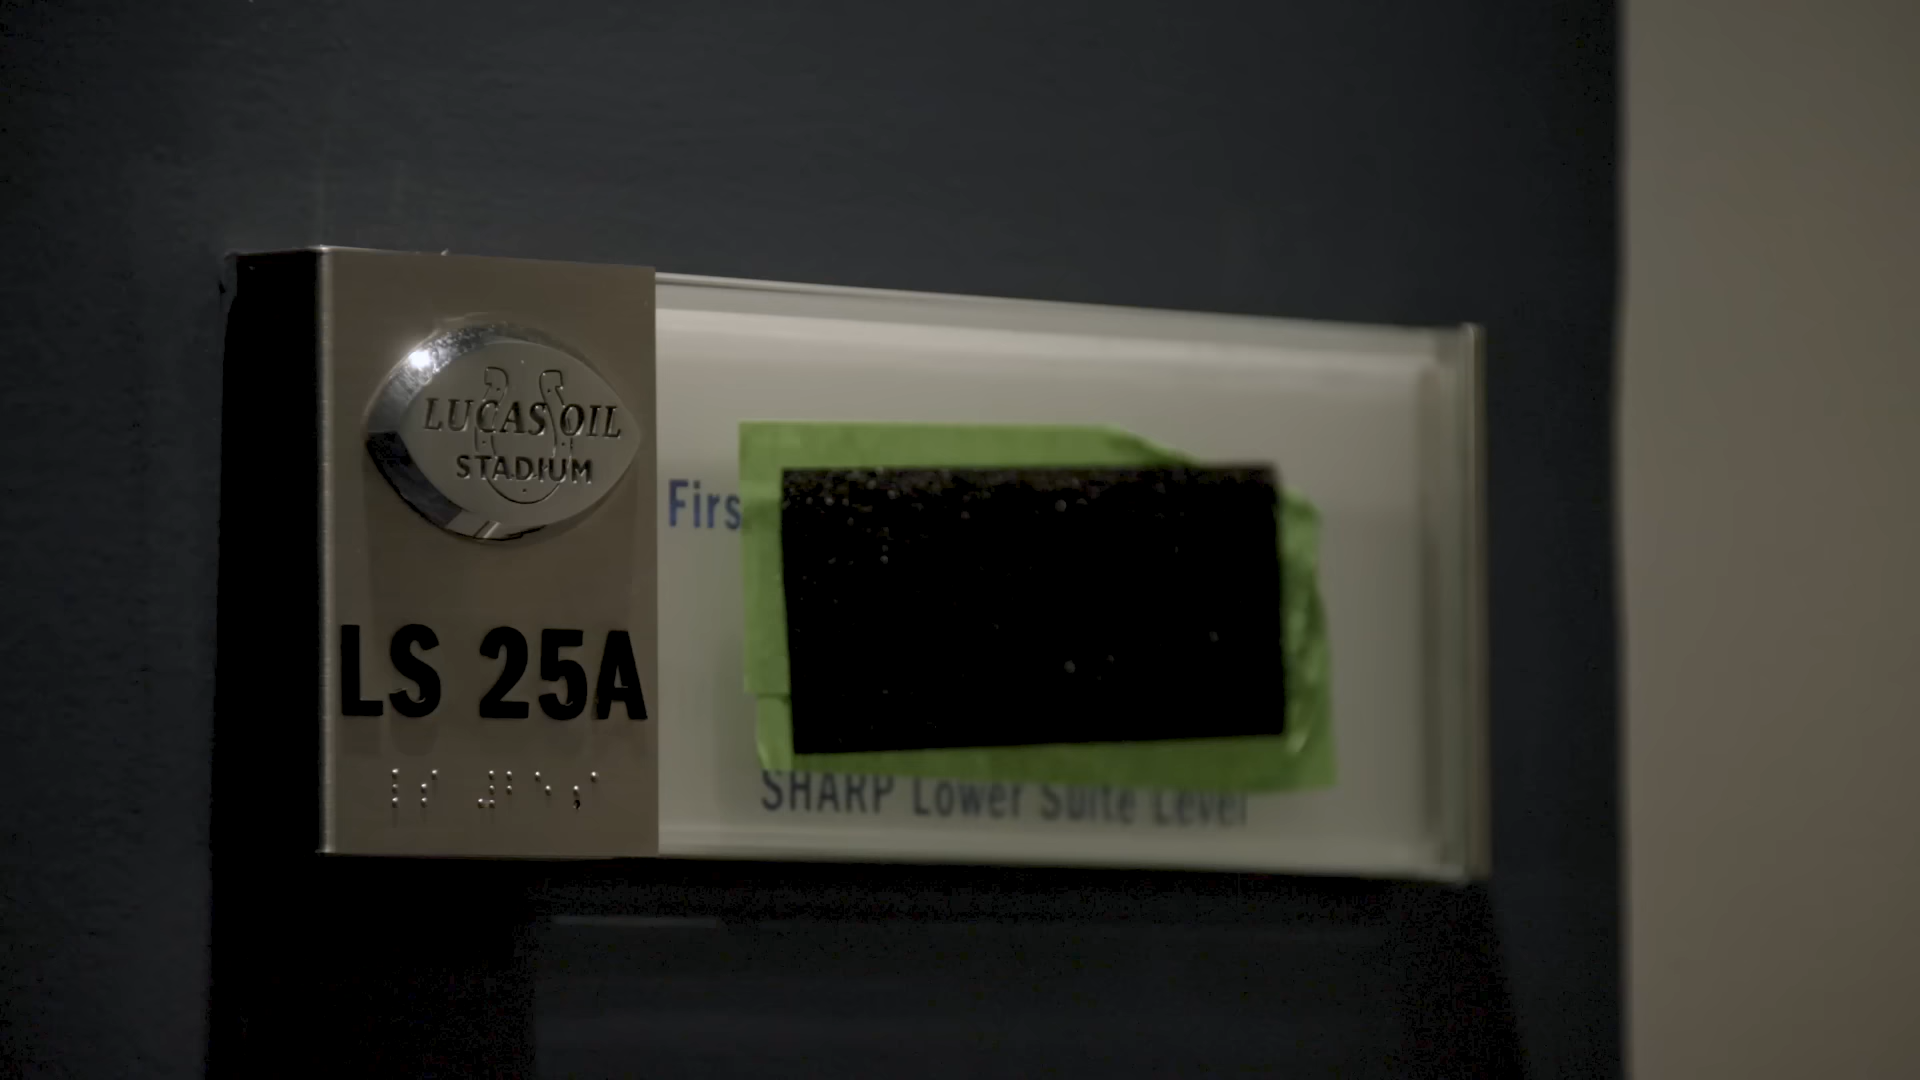 LUCAS OIL
STADIUM
LS 25A
Firs
SHARP Lower Suite Level